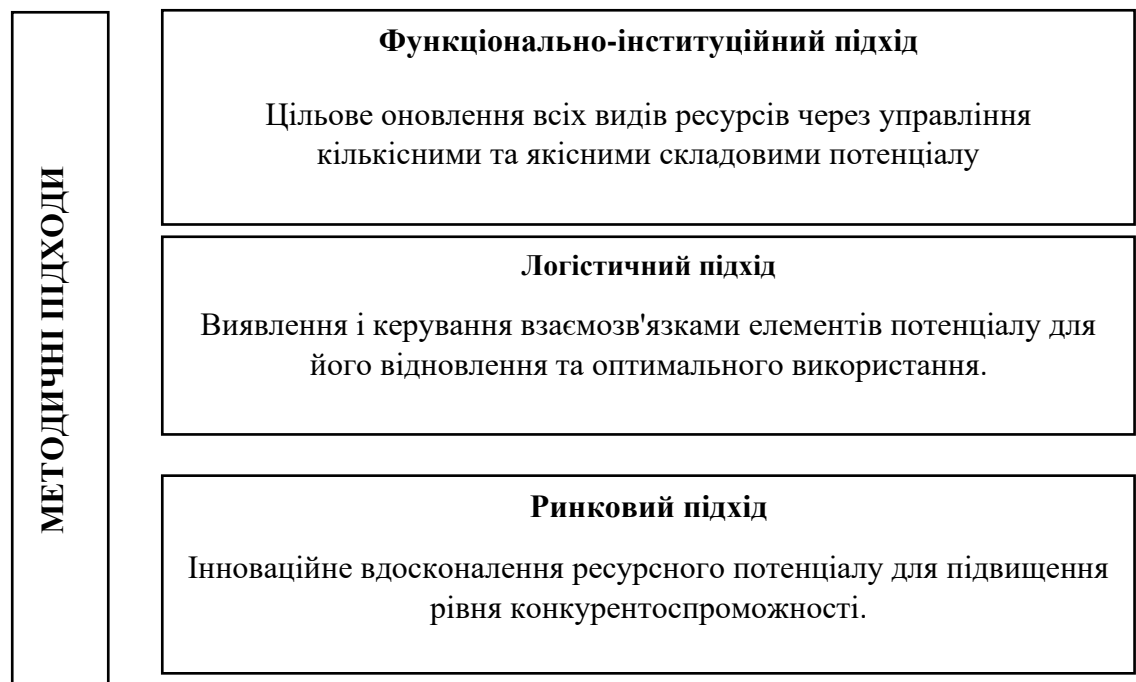 МЕТОДИЧНІ ПІДХОДИ
Функціонально-інституційний підхід
Цільове оновлення всіх видів ресурсів через управління
кількісними та якісними складовими потенціалу
Логістичний підхід
Виявлення і керування взаємозв'язками елементів потенціалу для
його відновлення та оптимального використання.
Ринковий підхід
Інноваційне вдосконалення ресурсного потенціалу для підвищення
рівня конкурентоспроможності.